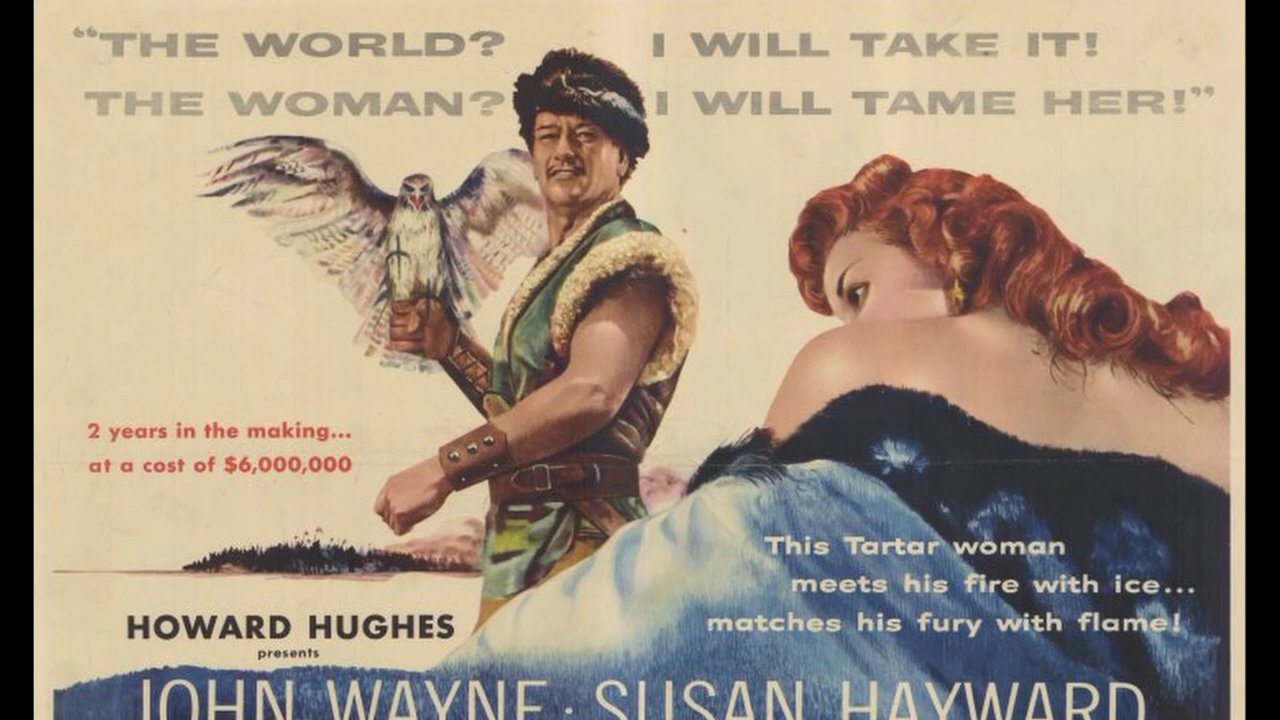 “THE WORLD? I WILL TAKE IT!
THE WOMAN? I WILL TAME HER!”
2 years in the making...
at a cost of $6,000,000
This Tartar woman
meets his fire with ice...
matches his fury with flame!
HOWARD HUGHES
presents
JOHN WAYNE · SUSAN HAYWARD